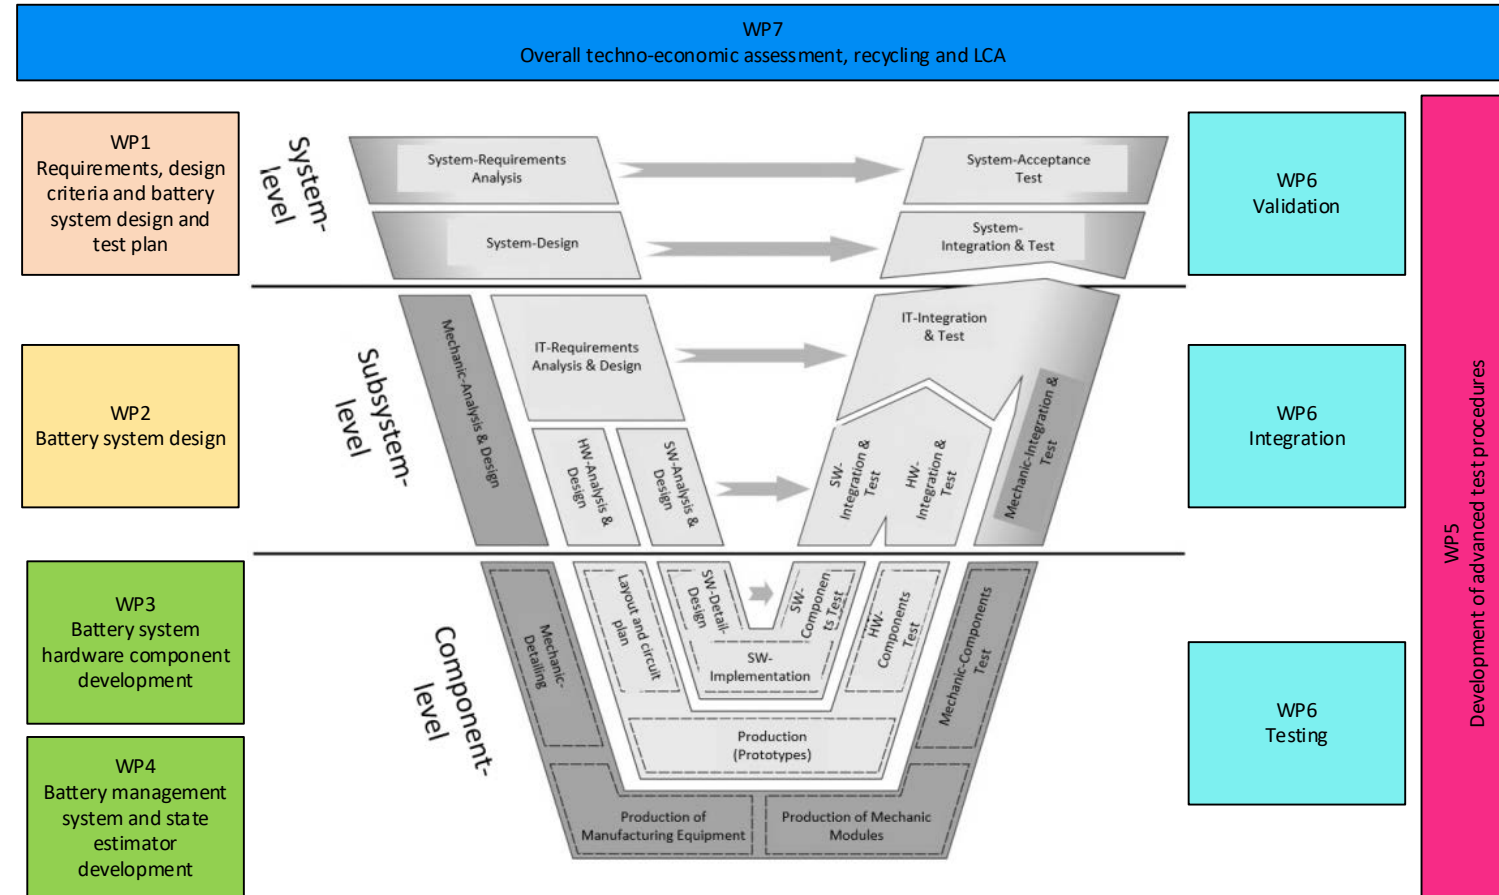 WP7
Overall techno-economic assessment, recycling and LCA
WP1
Requirements, design
criteria and battery
system design and
test plan
System-
level
System-Requirements
Analysis
System-Acceptance
Test
System-Design
System-
Integration & Test
WP6
Validation
WP2
Battery system design
Subsystem-
level
Mechanic-Analysis & Design
IT-Requirements
Analysis & Design
IT-Integration
& Test
HW-Analysis &
Design
SW-Analysis &
Design
SW-
Integration &
Test
HW-
Integration &
Test
Mechanic-Integration &
Test
WP6
Integration
WP5
Development of advanced test procedures
WP3
Battery system
hardware component
development
WP4
Battery management
system and state
estimator
development
Component-
level
Mechanic-
Detailing
Layout and circuit
plan
SW-Detail-
Design
SW-
Implementation
SW-
Componen
ts Test
HW-
Components
Test
Mechanic-Components
Test
Production
(Prototypes)
Production of
Manufacturing Equipment
Production of Mechanic
Modules
WP6
Testing